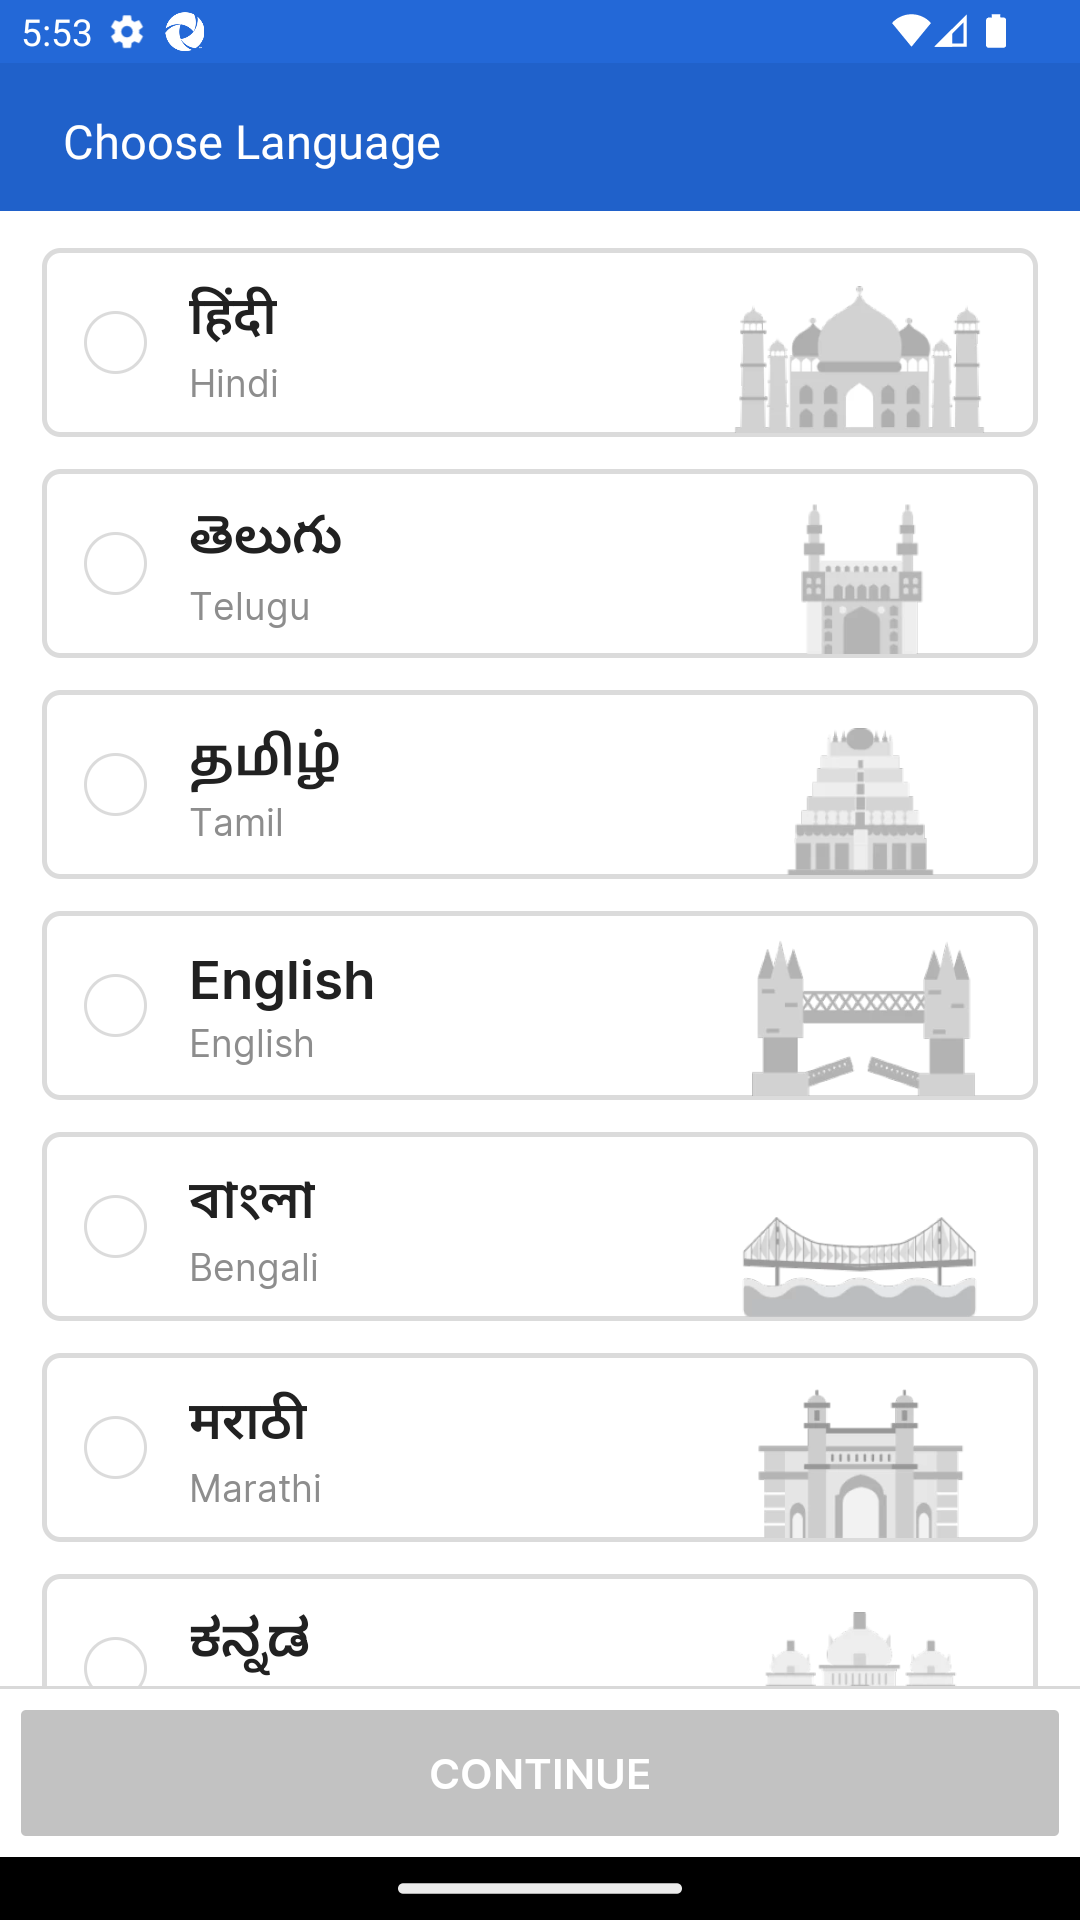 5:53
Choose Language
हिंदी
Hindi
తెలుగు
Telugu
தமிழ்
Tamil
English
English
বাংলা
Bengali
मराठी
Marathi
ಕನ್ನಡ
CONTINUE